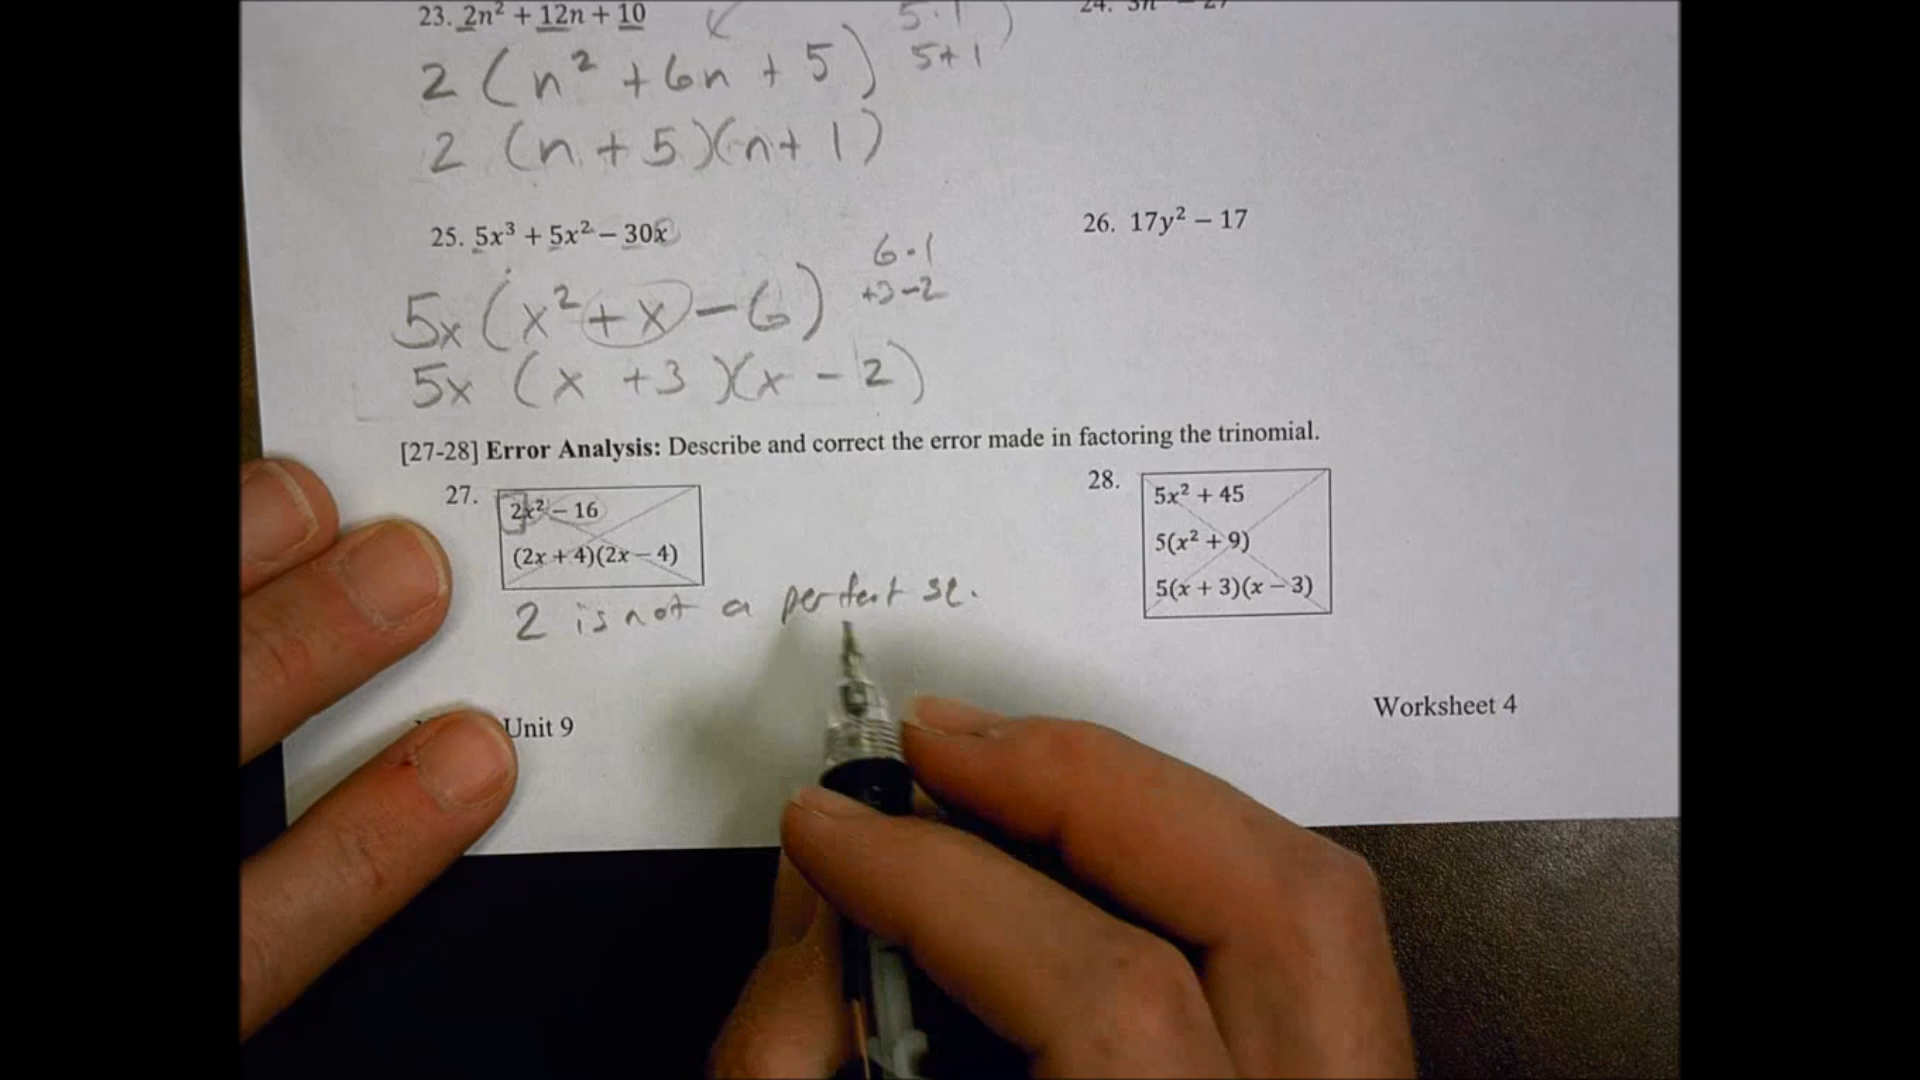 23. 2n² + 12n + 10
5 · 1
5 + 1
2 (n² + 6n + 5)
2 (n + 5)(n + 1)
25. 5x³ + 5x² − 30x
6 · 1
+3 −2
5x (x² + x − 6)
5x (x + 3)(x − 2)
26. 17y² − 17
[27-28] Error Analysis: Describe and correct the error made in factoring the trinomial.
27.
2x² − 16
(2x + 4)(2x − 4)
2 is not a perfect sq.
28.
5x² + 45
5(x² + 9)
5(x + 3)(x − 3)
Unit 9
Worksheet 4